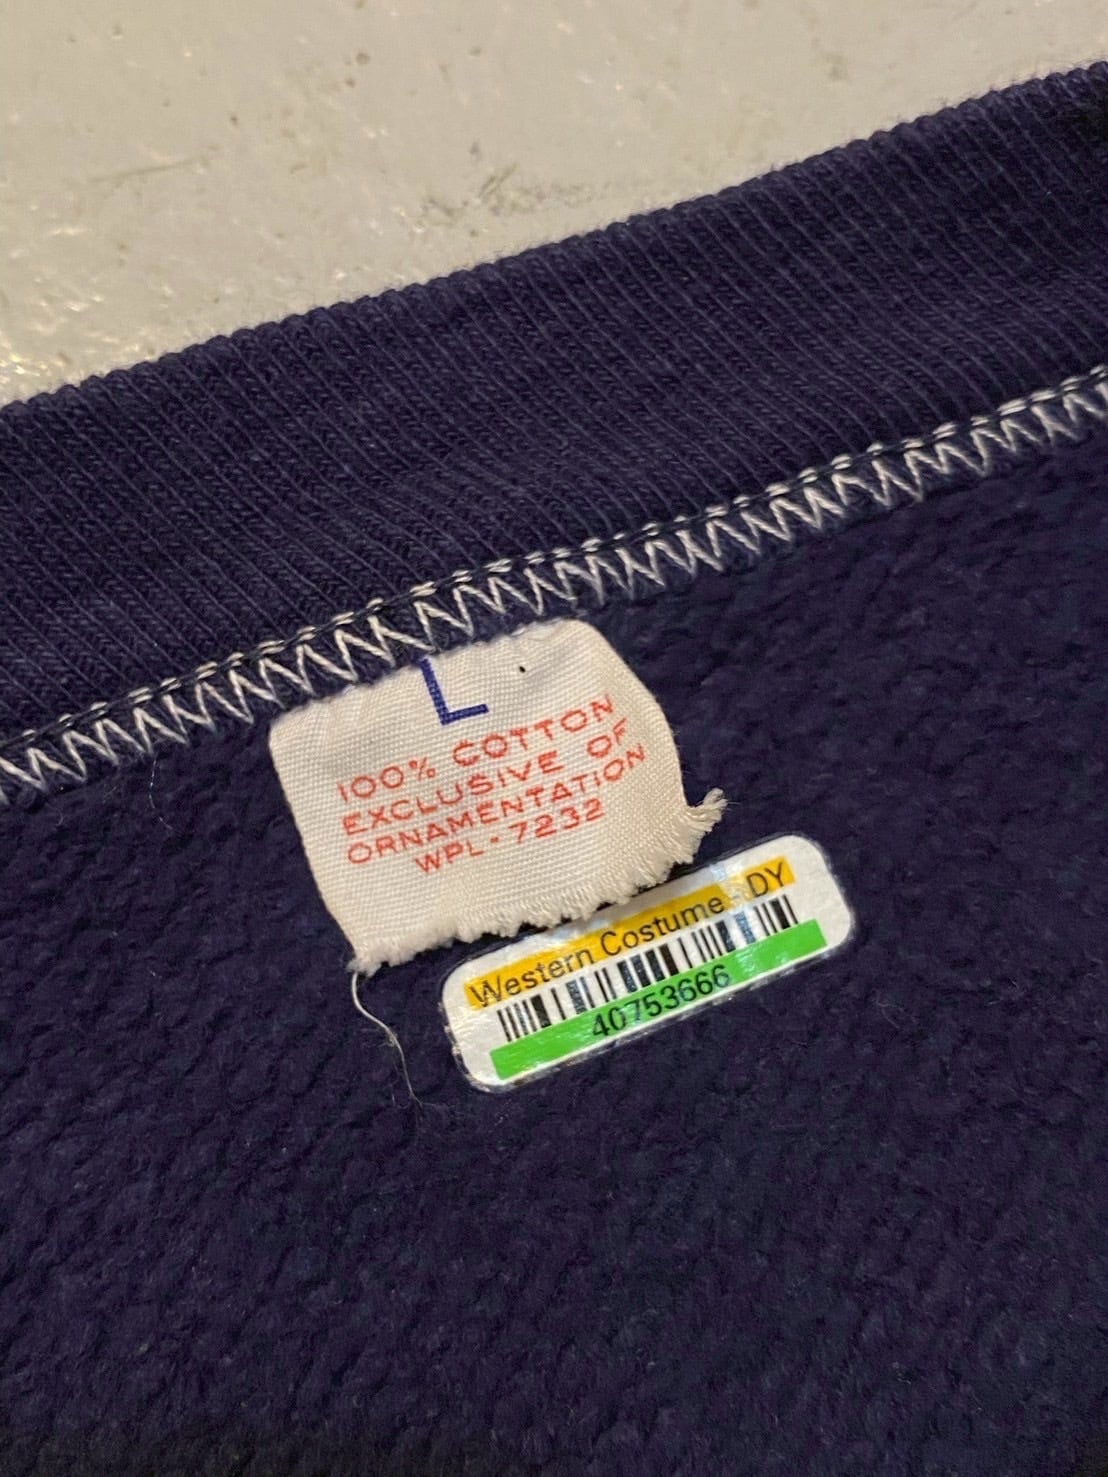 L
100% COTTON
EXCLUSIVE OF
ORNAMENTATION
WPL - 7232
Western Costume - DY
40753666